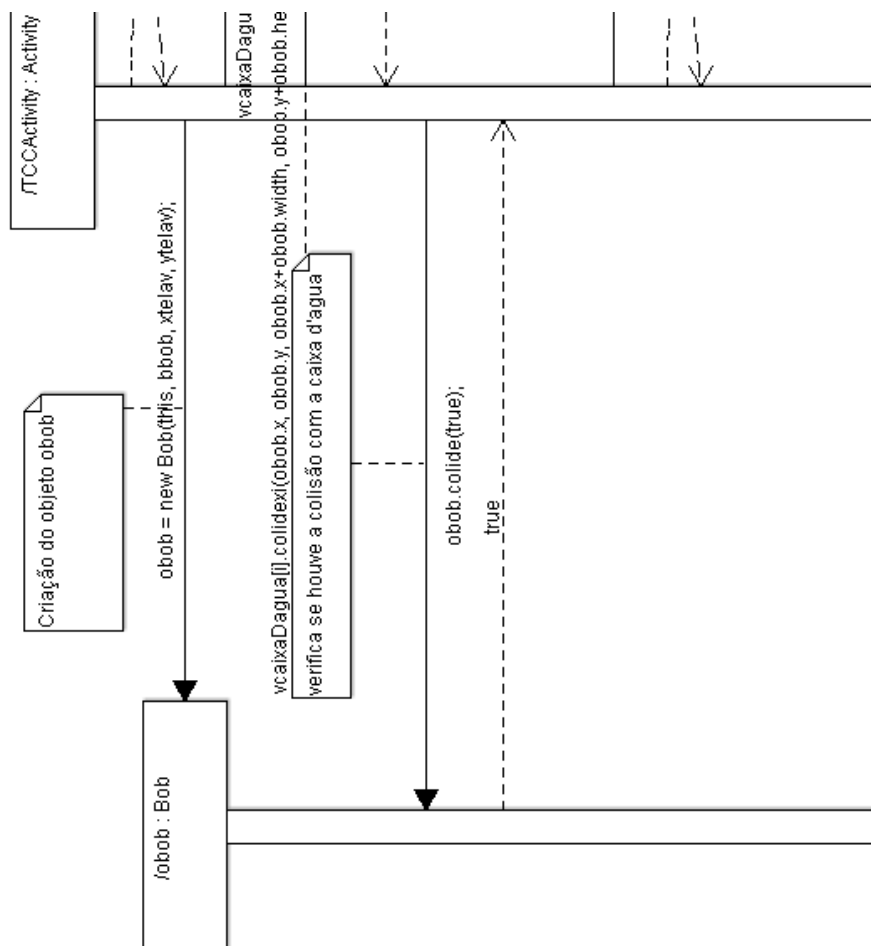 /TCCActivity : Activity
Criação do objeto obob
obob = new Bob(this, bbob, xtelav, ytelav);
/obob : Bob
vcaixaDagu
vcaixaDagua[i].colidexi(obob.x, obob.y, obob.x+obob.width, obob.y+obob.he
verifica se houve a colisão com a caixa d'agua
obob.colide(true);
true